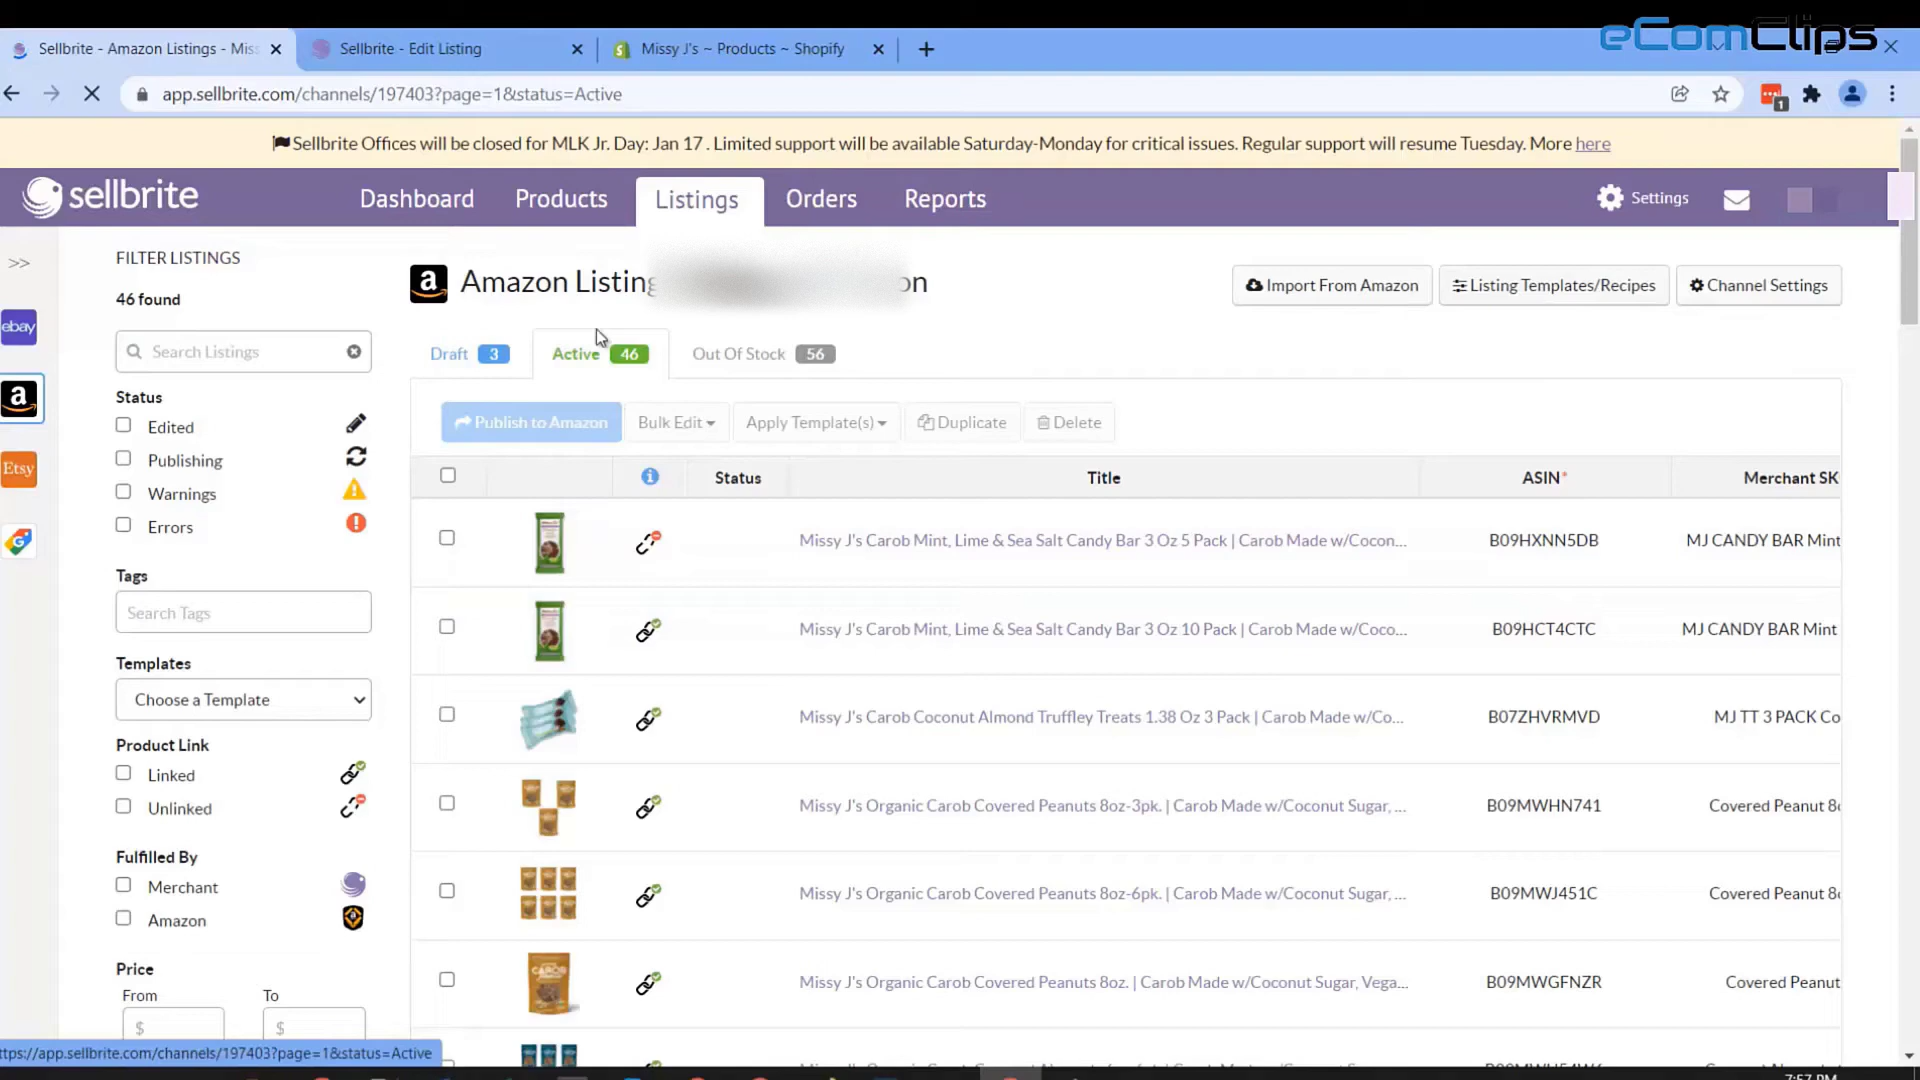 eComClips
Sellbrite - Amazon Listings - Miss
Sellbrite - Edit Listing
Missy J's ~ Products ~ Shopify
app.sellbrite.com/channels/197403?page=1&status=Active
1
Sellbrite Offices will be closed for MLK Jr. Day: Jan 17 . Limited support will be available Saturday-Monday for critical issues. Regular support will resume Tuesday. More here
sellbrite
Dashboard
Products
Listings
Orders
Reports
Settings
>>
FILTER LISTINGS
46 found
Search Listings
Status
Edited
Publishing
Warnings
Errors
Tags
Search Tags
Templates
Choose a Template
Product Link
Linked
Unlinked
Fulfilled By
Merchant
Amazon
Price
From To
$ $
ebay
a
Etsy
G
a Amazon Listing on
Import From Amazon
Listing Templates/Recipes
Channel Settings
Draft 3
Active 46
Out Of Stock 56
Publish to Amazon
Bulk Edit
Apply Template(s)
Duplicate
Delete
Status Title ASIN* Merchant SK
Missy J's Carob Mint, Lime & Sea Salt Candy Bar 3 Oz 5 Pack | Carob Made w/Cocon... B09HXNN5DB MJ CANDY BAR Mint
Missy J's Carob Mint, Lime & Sea Salt Candy Bar 3 Oz 10 Pack | Carob Made w/Coco... B09HCT4CTC MJ CANDY BAR Mint
Missy J's Carob Coconut Almond Truffley Treats 1.38 Oz 3 Pack | Carob Made w/Co... B07ZHVRMVD MJ TT 3 PACK Co
Missy J's Organic Carob Covered Peanuts 8oz-3pk. | Carob Made w/Coconut Sugar, ... B09MWHN741 Covered Peanut 8
Missy J's Organic Carob Covered Peanuts 8oz-6pk. | Carob Made w/Coconut Sugar, ... B09MWJ451C Covered Peanut 8
Missy J's Organic Carob Covered Peanuts 8oz. | Carob Made w/Coconut Sugar, Vega... B09MWGFNZR Covered Peanut
ttps://app.sellbrite.com/channels/197403?page=1&status=Active
7:57 PM